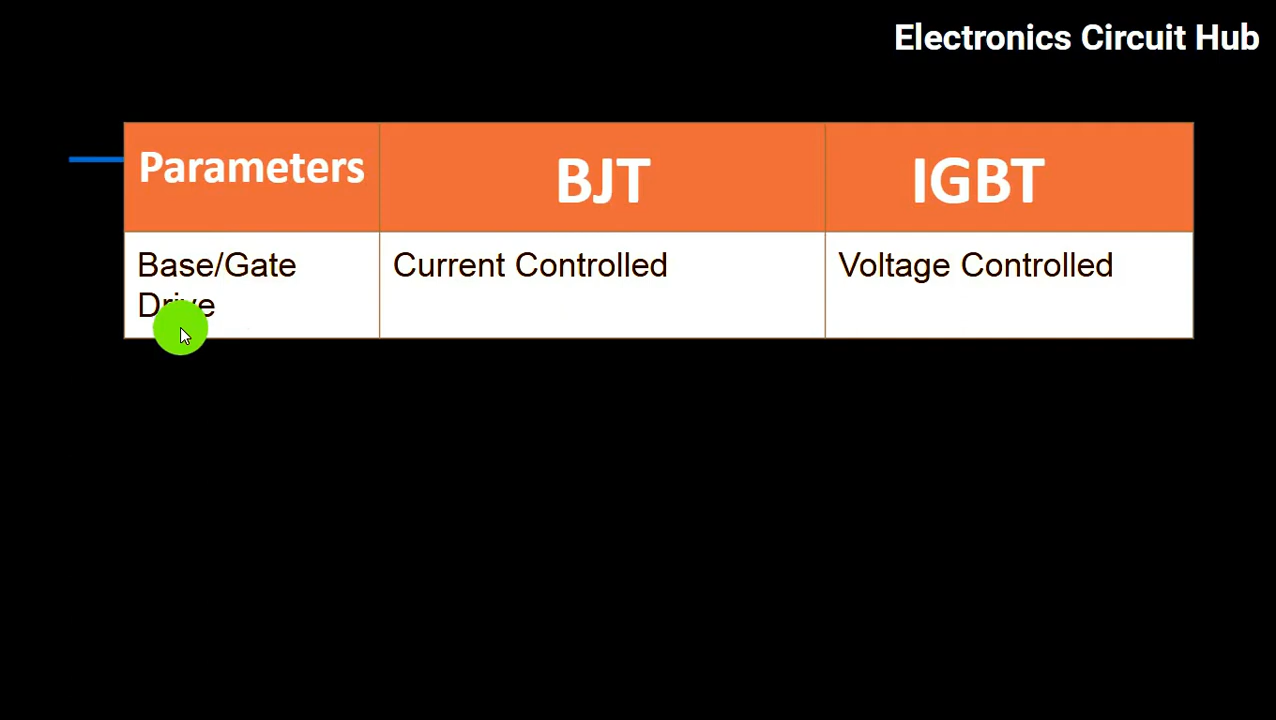 Electronics Circuit Hub
Parameters BJT IGBT
Base/Gate Current Controlled Voltage Controlled
Drive